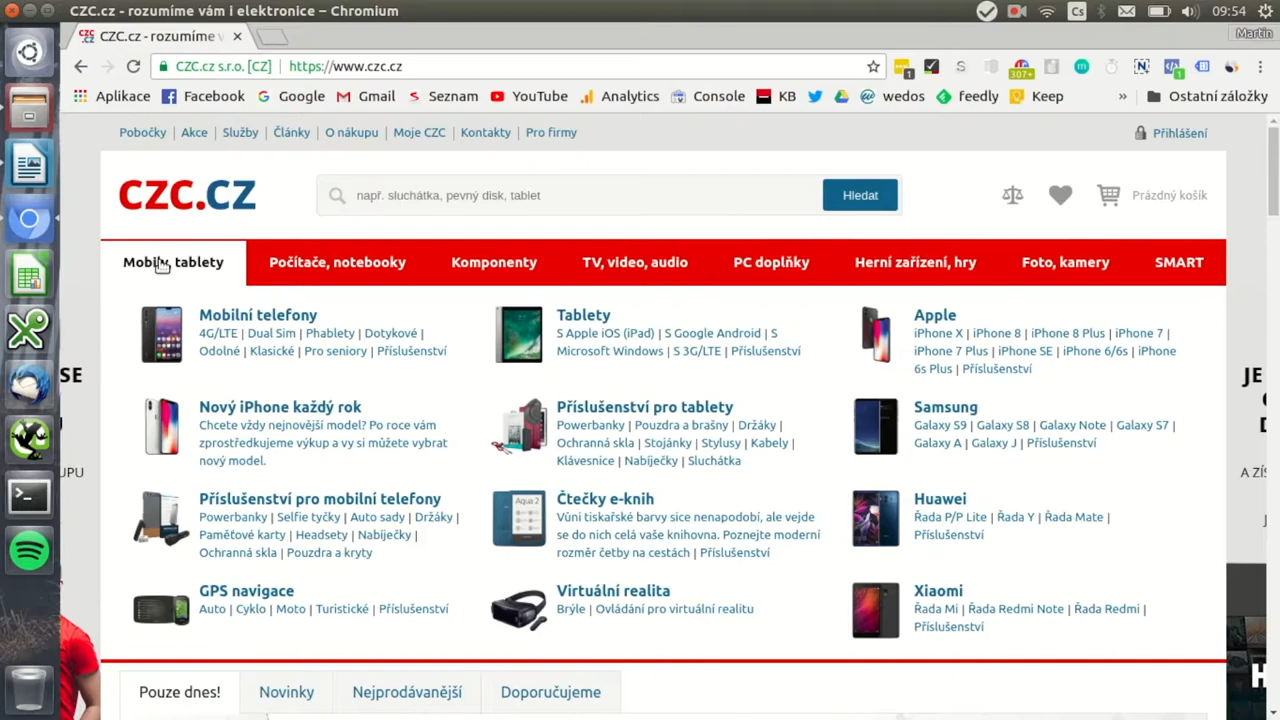 CZC.cz - rozumíme vám i elektronice – Chromium
Cs
09:54
CZC.cz - rozumíme
Martin
CZC.cz s.r.o. [CZ] | https://www.czc.cz
1
307+
1
Aplikace Facebook Google Gmail Seznam YouTube Analytics Console KB wedos feedly Keep » Ostatní záložky
Pobočky | Akce | Služby | Články | O nákupu | Moje CZC | Kontakty | Pro firmy
Přihlášení
CZC.CZ
např. sluchátka, pevný disk, tablet
Hledat
Prázdný košík
Mobily, tablety Počítače, notebooky Komponenty TV, video, audio PC doplňky Herní zařízení, hry Foto, kamery SMART
Mobilní telefony
4G/LTE | Dual Sim | Phablety | Dotykové |
Odolné | Klasické | Pro seniory | Příslušenství
Tablety
S Apple iOS (iPad) | S Google Android | S
Microsoft Windows | S 3G/LTE | Příslušenství
Apple
iPhone X | iPhone 8 | iPhone 8 Plus | iPhone 7 |
iPhone 7 Plus | iPhone SE | iPhone 6/6s | iPhone
6s Plus | Příslušenství
Nový iPhone každý rok
Chcete vždy nejnovější model? Po roce vám
zprostředkujeme výkup a vy si můžete vybrat
nový model.
Příslušenství pro tablety
Powerbanky | Pouzdra a brašny | Držáky |
Ochranná skla | Stojánky | Stylusy | Kabely |
Klávesnice | Nabíječky | Sluchátka
Samsung
Galaxy S9 | Galaxy S8 | Galaxy Note | Galaxy S7 |
Galaxy A | Galaxy J | Příslušenství
Příslušenství pro mobilní telefony
Powerbanky | Selfie tyčky | Auto sady | Držáky |
Paměťové karty | Headsety | Nabíječky |
Ochranná skla | Pouzdra a kryty
Aqua 2
Čtečky e-knih
Vůni tiskařské barvy sice nenapodobí, ale vejde
se do nich celá vaše knihovna. Poznejte moderní
rozměr četby na cestách | Příslušenství
Huawei
Řada P/P Lite | Řada Y | Řada Mate |
Příslušenství
GPS navigace
Auto | Cyklo | Moto | Turistické | Příslušenství
Virtuální realita
Brýle | Ovládání pro virtuální realitu
Xiaomi
Řada Mi | Řada Redmi Note | Řada Redmi |
Příslušenství
SE
UPU
JE
A ZÍS
H
Pouze dnes! Novinky Nejprodávanější Doporučujeme